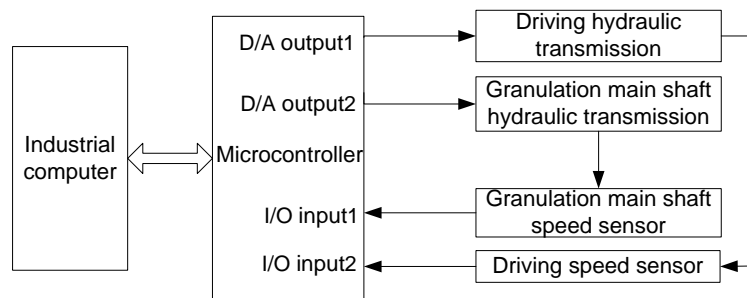 Industrial
computer
D/A output1
D/A output2
Microcontroller
I/O input1
I/O input2
Driving hydraulic
transmission
Granulation main shaft
hydraulic transmission
Granulation main shaft
speed sensor
Driving speed sensor